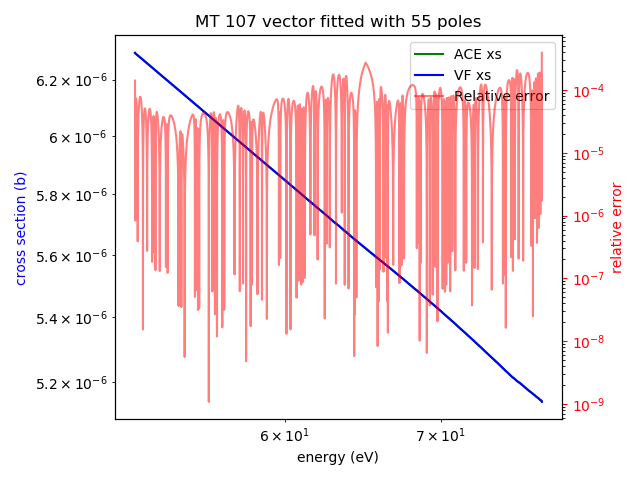 MT 107 vector fitted with 55 poles
ACE xs
VF xs
Relative error
cross section (b)
6.2 × 10⁻⁶
6 × 10⁻⁶
5.8 × 10⁻⁶
5.6 × 10⁻⁶
5.4 × 10⁻⁶
5.2 × 10⁻⁶
10⁻⁴
10⁻⁵
10⁻⁶
10⁻⁷
10⁻⁸
10⁻⁹
relative error
6 × 10¹
7 × 10¹
energy (eV)